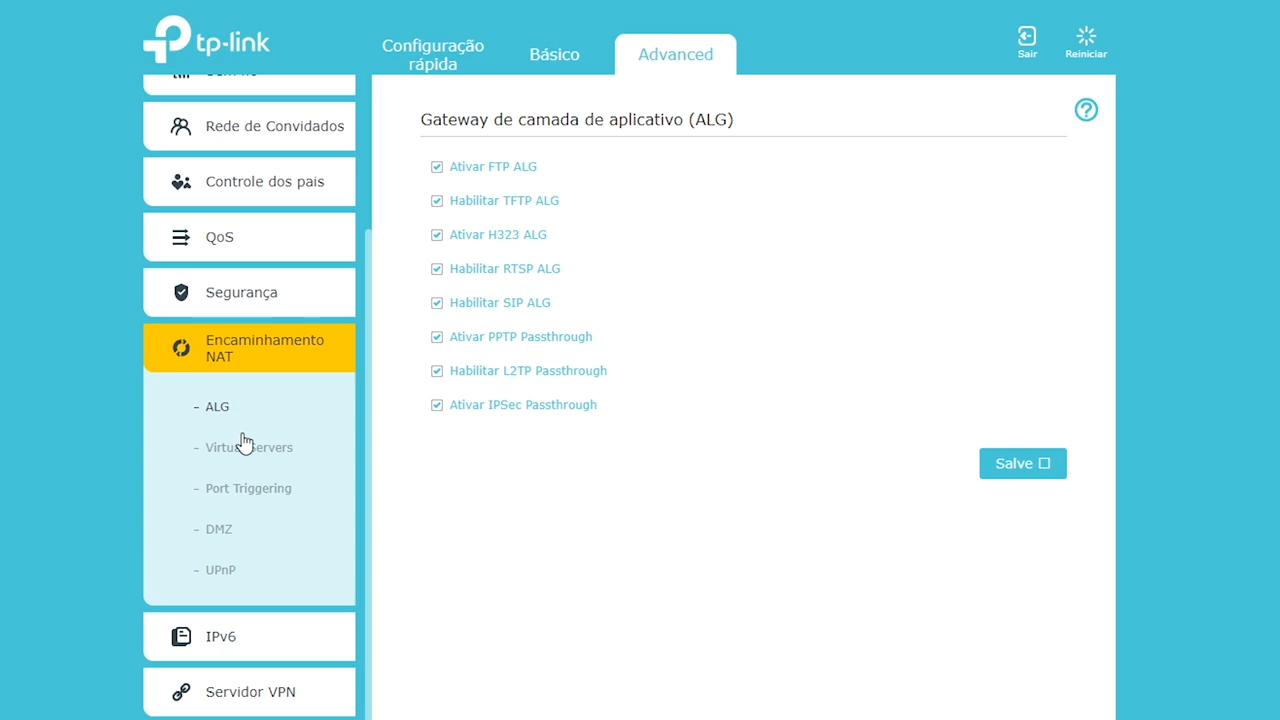 tp-link
Configuração
rápida
Básico
Advanced
Sair
Reiniciar
Rede de Convidados
Controle dos pais
QoS
Segurança
Encaminhamento
NAT
- ALG
- Virtual Servers
- Port Triggering
- DMZ
- UPnP
IPv6
Servidor VPN
Gateway de camada de aplicativo (ALG)
?
Ativar FTP ALG
Habilitar TFTP ALG
Ativar H323 ALG
Habilitar RTSP ALG
Habilitar SIP ALG
Ativar PPTP Passthrough
Habilitar L2TP Passthrough
Ativar IPSec Passthrough
Salve